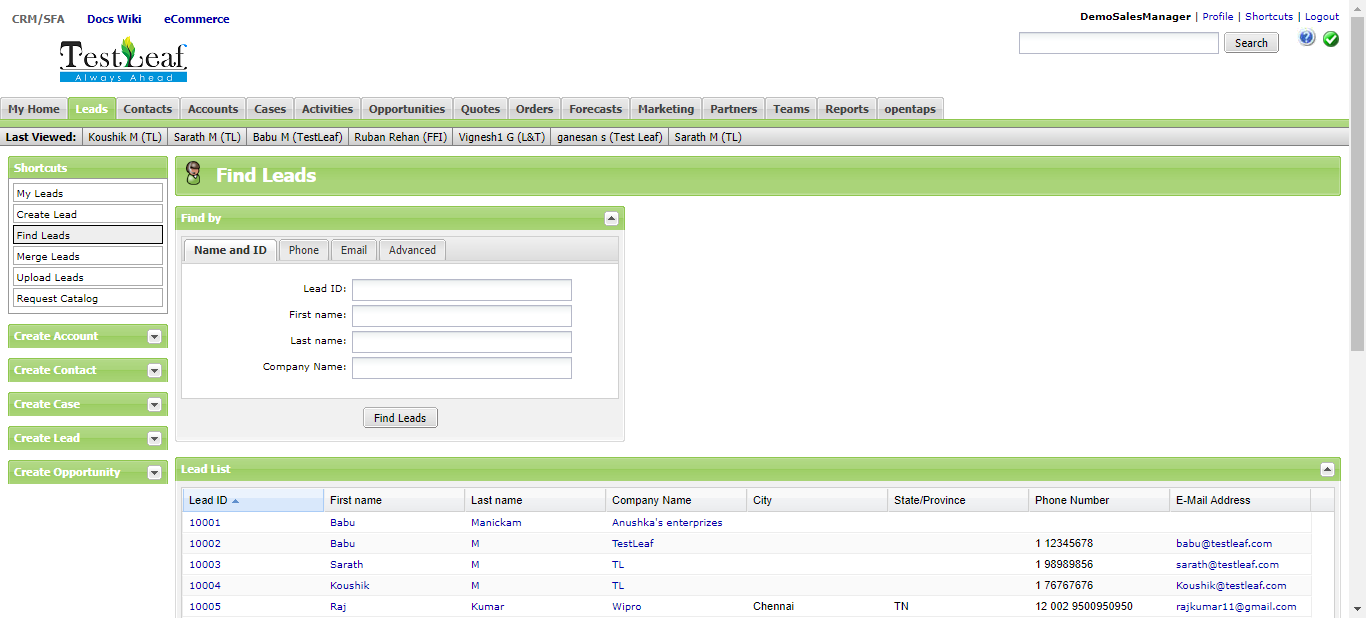 CRM/SFA Docs Wiki eCommerce
DemoSalesManager | Profile | Shortcuts | Logout
Search
TestLeaf
Always Ahead
My Home Leads Contacts Accounts Cases Activities Opportunities Quotes Orders Forecasts Marketing Partners Teams Reports opentaps
Last Viewed: Koushik M (TL) Sarath M (TL) Babu M (TestLeaf) Ruban Rehan (FFI) Vignesh1 G (L&T) ganesan s (Test Leaf) Sarath M (TL)
Shortcuts
My Leads
Create Lead
Find Leads
Merge Leads
Upload Leads
Request Catalog
Create Account
Create Contact
Create Case
Create Lead
Create Opportunity
Find Leads
Find by
Name and ID Phone Email Advanced
Lead ID:
First name:
Last name:
Company Name:
Find Leads
Lead List
Lead ID First name Last name Company Name City State/Province Phone Number E-Mail Address
10001 Babu Manickam Anushka's enterprizes
10002 Babu M TestLeaf 1 12345678 babu@testleaf.com
10003 Sarath M TL 1 98989856 sarath@testleaf.com
10004 Koushik M TL 1 76767676 Koushik@testleaf.com
10005 Raj Kumar Wipro Chennai TN 12 002 9500950950 rajkumar11@gmail.com